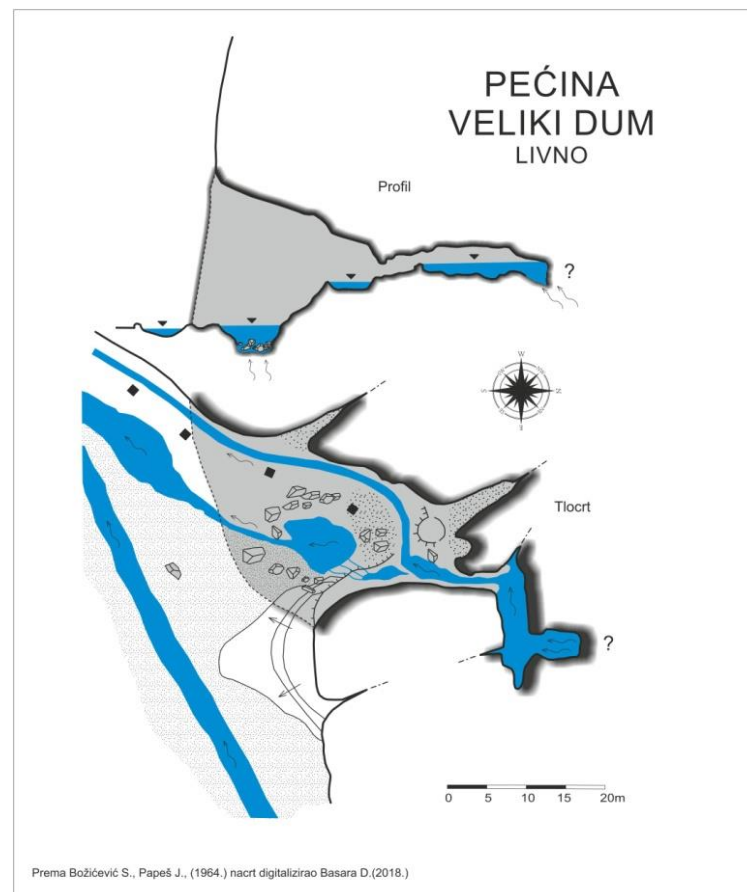 PEĆINA
VELIKI DUM
LIVNO
Profil
?
W
S
N
E
Tlocrt
?
0 5 10 15 20m
Prema Božićević S., Papeš J., (1964.) nacrt digitalizirao Basara D.(2018.)